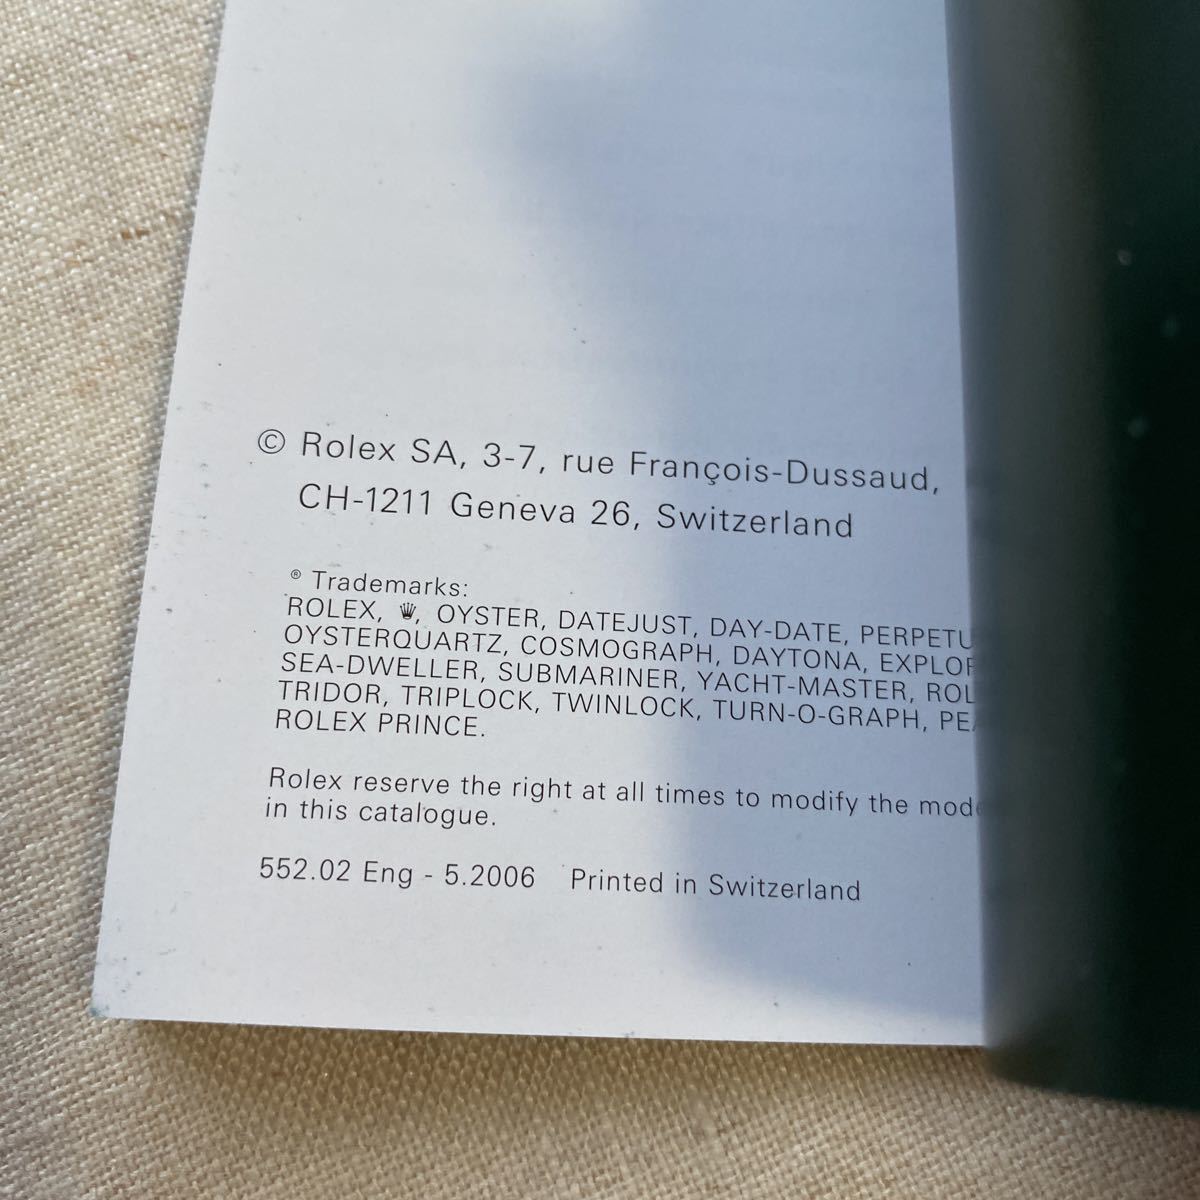 © Rolex SA, 3-7, rue François-Dussaud,
CH-1211 Geneva 26, Switzerland
® Trademarks:
ROLEX, , OYSTER, DATEJUST, DAY-DATE,
OYSTERQUARTZ, COSMOGRAPH, DAYTONA,
SEA-DWELLER, SUBMARINER, YACHT-MASTER,
TRIDOR, TRIPLOCK, TWINLOCK, TURN-O-GRAPH,
ROLEX PRINCE.
Rolex reserve the right at all times to modify the
in this catalogue.
552.02 Eng - 5.2006 Printed in Switzerland